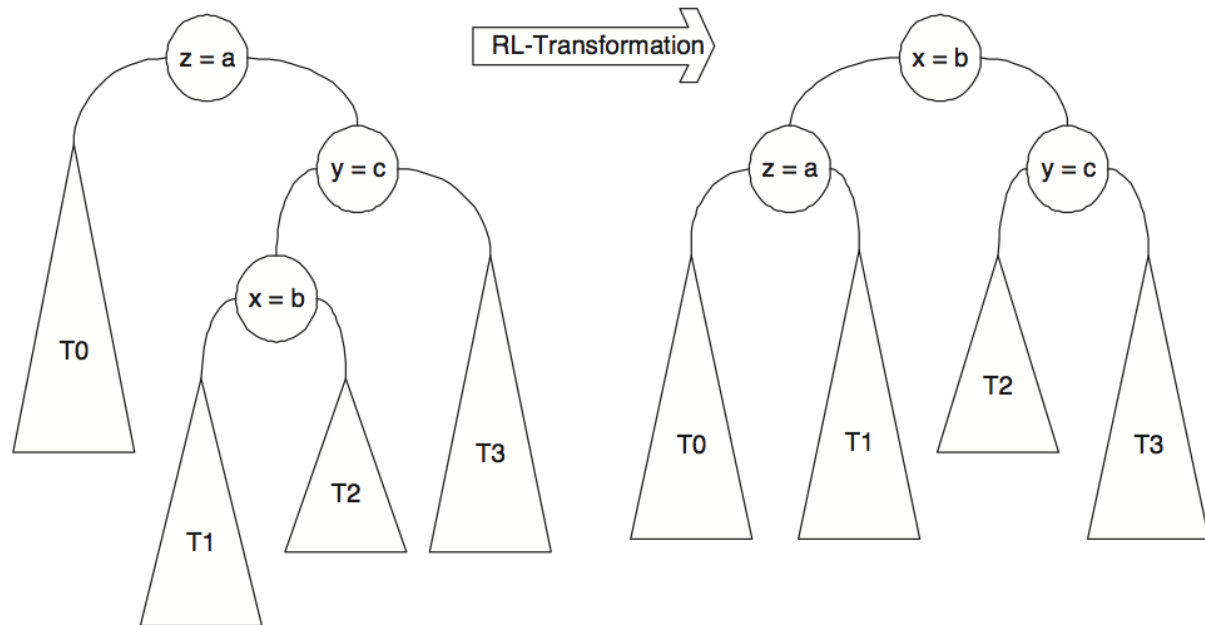 z = a
RL-Transformation
x = b
y = c
z = a
y = c
x = b
T0
T1
T2
T3
T0
T1
T2
T3